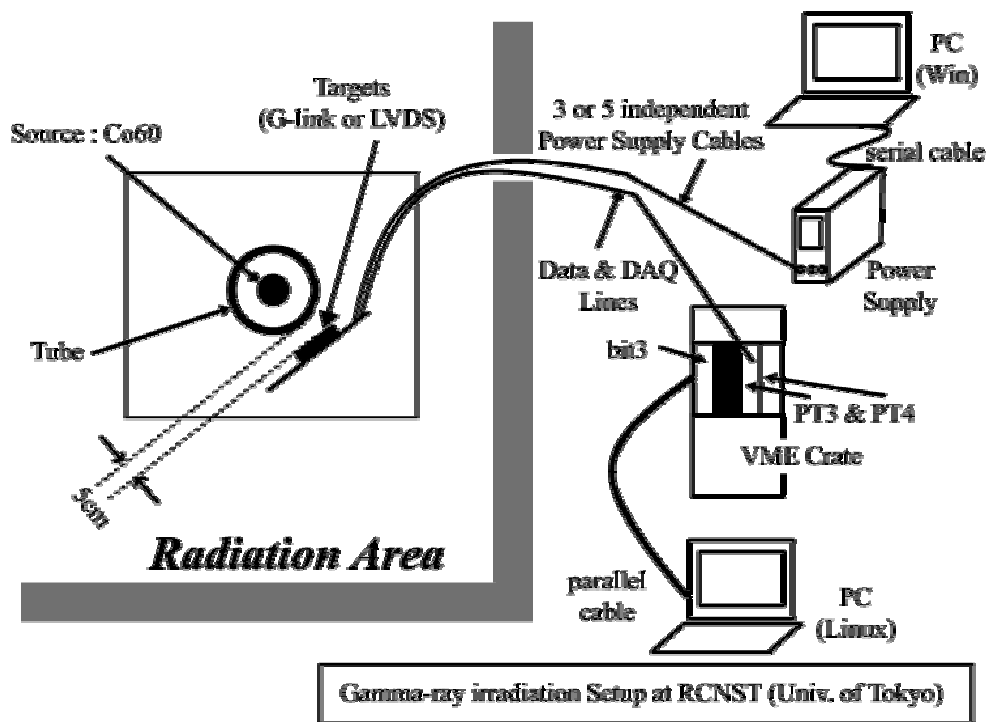 PC
(Win)
Targets
(G-link or LVDS)
3 or 5 independent
Power Supply Cables
Source : Co60
serial cable
Data & DAQ
Lines
Power
Supply
Tube
bit3
PT3 & PT4
VME Crate
5cm
Radiation Area
parallel
cable
PC
(Linux)
Gamma-ray irradiation Setup at RCNST (Univ. of Tokyo)